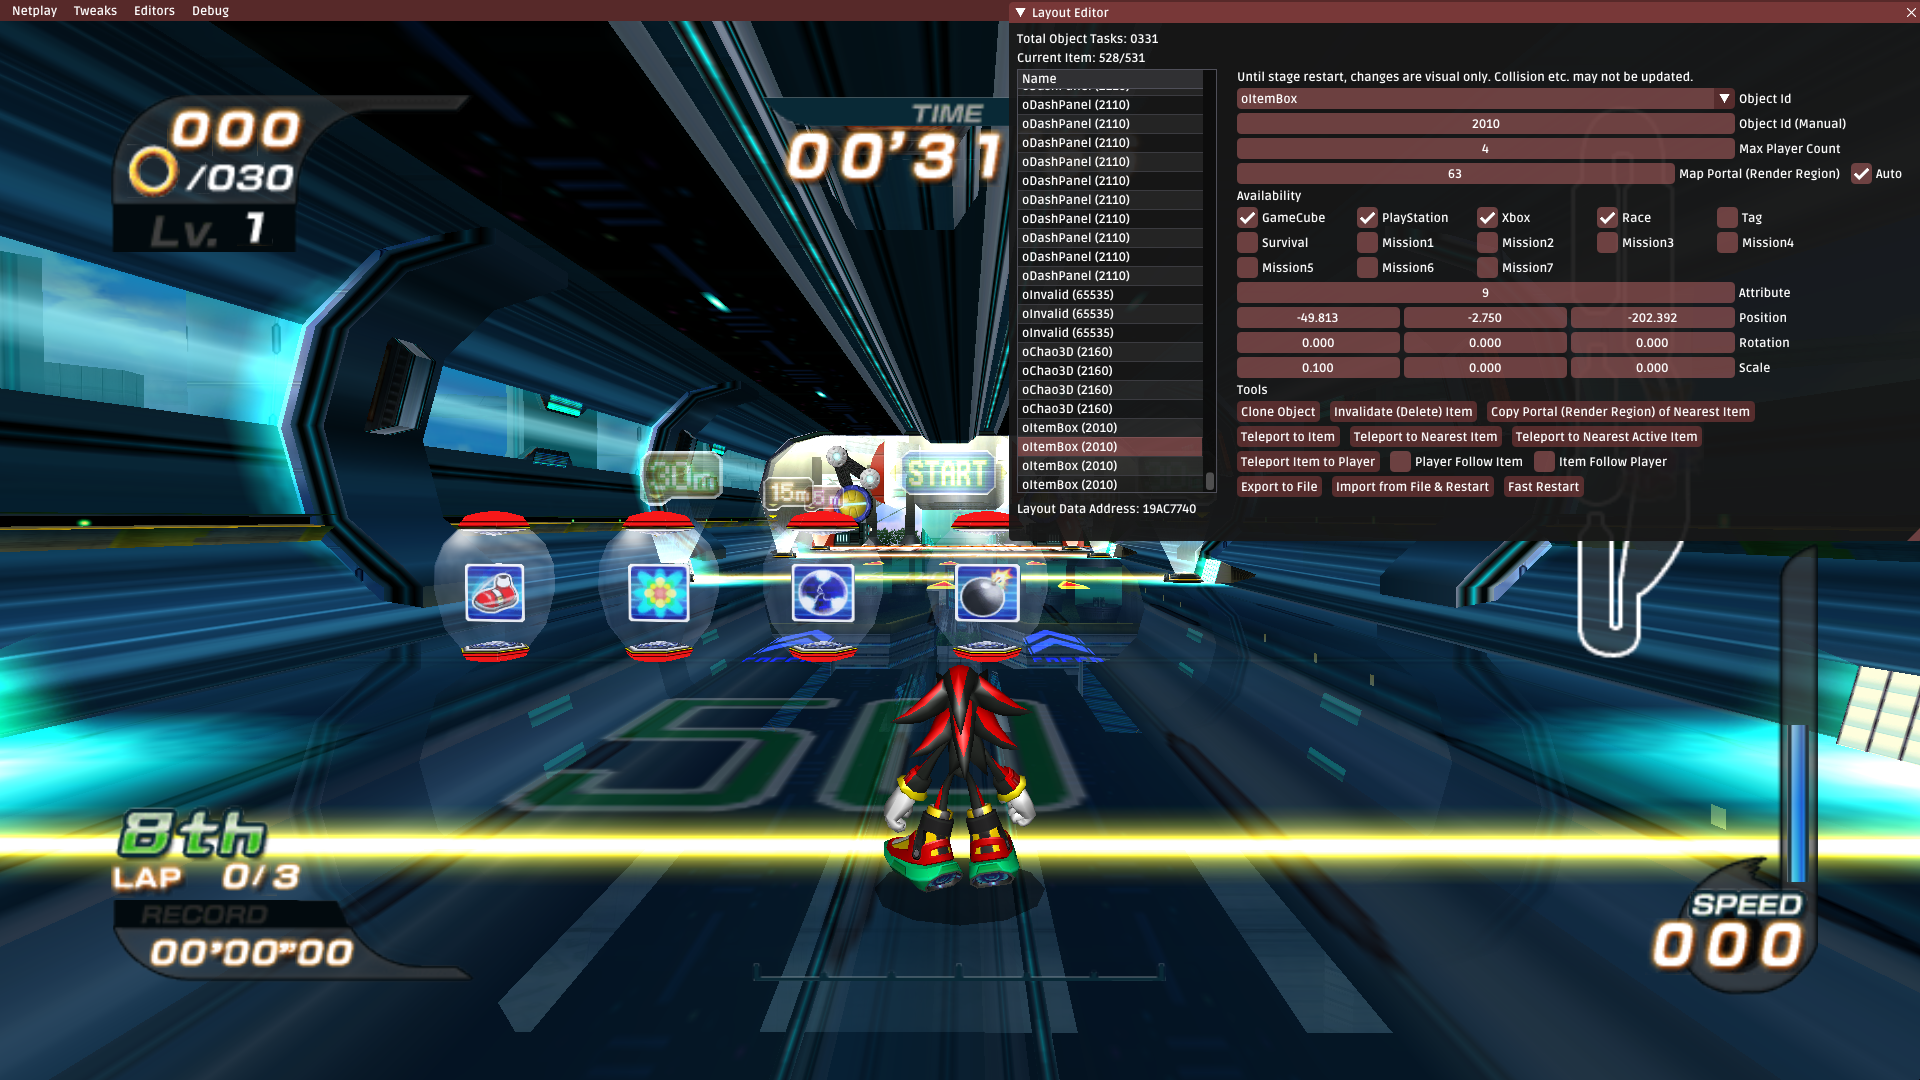 Netplay Tweaks Editors Debug
Layout Editor
Total Object Tasks: 0331
Current Item: 528/531
Name
oDashPanel (2110)
oDashPanel (2110)
oDashPanel (2110)
oDashPanel (2110)
oDashPanel (2110)
oDashPanel (2110)
oDashPanel (2110)
oDashPanel (2110)
oDashPanel (2110)
oDashPanel (2110)
oDashPanel (2110)
oInvalid (65535)
oInvalid (65535)
oInvalid (65535)
oChao3D (2160)
oChao3D (2160)
oChao3D (2160)
oChao3D (2160)
oItemBox (2010)
oItemBox (2010)
oItemBox (2010)
oItemBox (2010)
Layout Data Address: 19AC7740
Until stage restart, changes are visual only. Collision etc. may not be updated.
oItemBox Object Id
2010 Object Id (Manual)
4 Max Player Count
63 Map Portal (Render Region) Auto
Availability
GameCube PlayStation Xbox Race Tag
Survival Mission1 Mission2 Mission3 Mission4
Mission5 Mission6 Mission7
9 Attribute
-49.813 -2.750 -202.392 Position
0.000 0.000 0.000 Rotation
0.100 0.000 0.000 Scale
Tools
Clone Object Invalidate (Delete) Item Copy Portal (Render Region) of Nearest Item
Teleport to Item Teleport to Nearest Item Teleport to Nearest Active Item
Teleport Item to Player Player Follow Item Item Follow Player
Export to File Import from File & Restart Fast Restart
000
/030
Lv. 1
TIME
00'31
30m
15m
START
50
8th
LAP 0/3
RECORD
00'00"00
SPEED
000